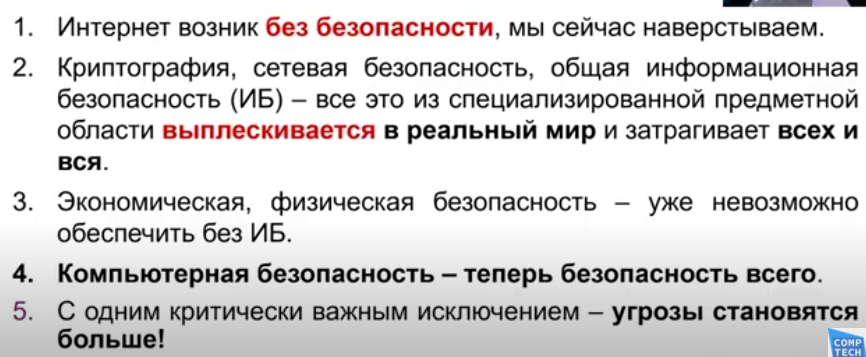 1. Интернет возник без безопасности, мы сейчас наверстываем.
2. Криптография, сетевая безопасность, общая информационная
безопасность (ИБ) – все это из специализированной предметной
области выплескивается в реальный мир и затрагивает всех и
вся.
3. Экономическая, физическая безопасность – уже невозможно
обеспечить без ИБ.
4. Компьютерная безопасность – теперь безопасность всего.
5. С одним критически важным исключением – угрозы становятся
больше!
COMP
TECH